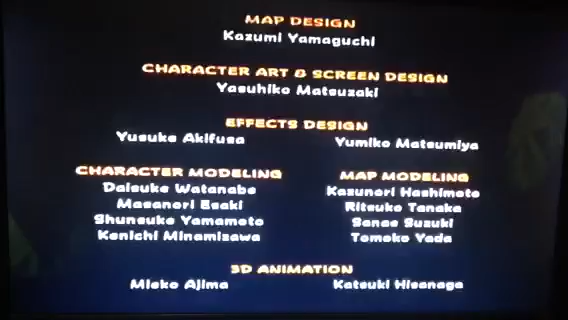 MAP DESIGN
Kazumi Yamaguchi
CHARACTER ART & SCREEN DESIGN
Yasuhiko Matsuzaki
EFFECTS DESIGN
Yusuke Akifusa
Yumiko Matsumiya
CHARACTER MODELING
Daisuke Watanabe
Masanori Esaki
Shunsuke Yamamoto
Kenichi Minamizawa
MAP MODELING
Kazunori Hashimoto
Ritsuko Tanaka
Sanae Suzuki
Tomoko Yada
3D ANIMATION
Mieko Ajima
Katsuki Hisanaga